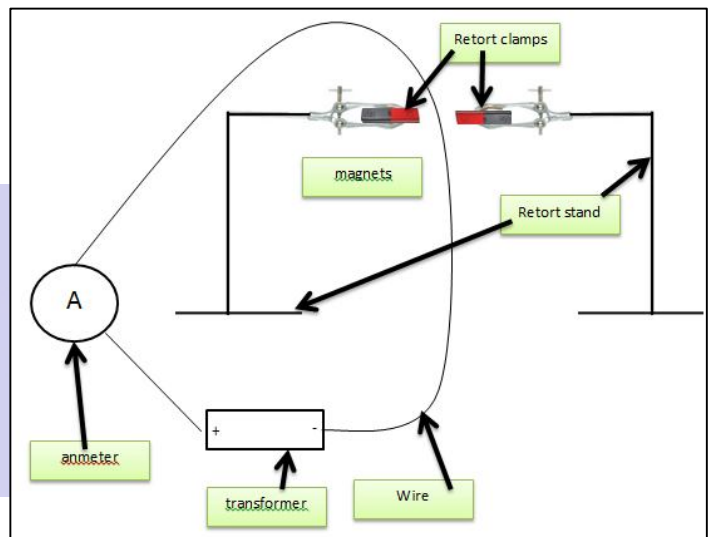 Retort clamps
magnets
Retort stand
A
+ -
anmeter
transformer
Wire